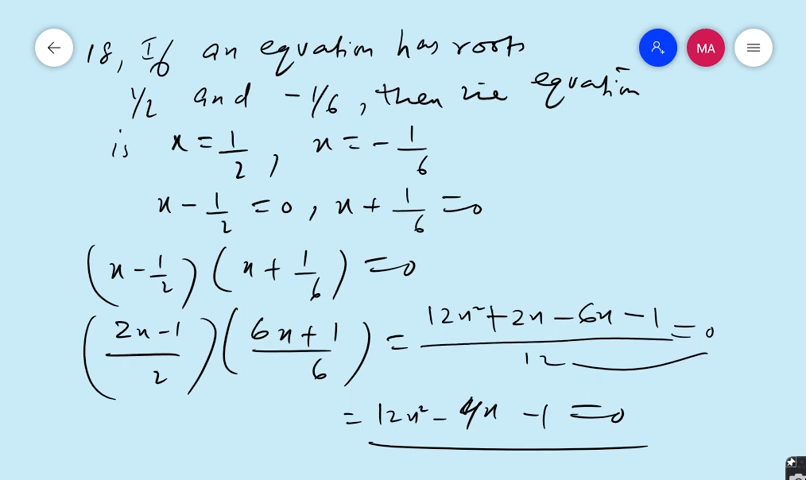 18, If an equation has roots
MA
1/2 and -1/6, then the equation
is x = 1/2, x = -1/6
x - 1/2 = 0, x + 1/6 = 0
(x - 1/2)(x + 1/6) = 0
((2x-1)/2)((6x+1)/6) = (12x²+2x-6x-1)/12 = 0
= 12x² - 4x - 1 = 0